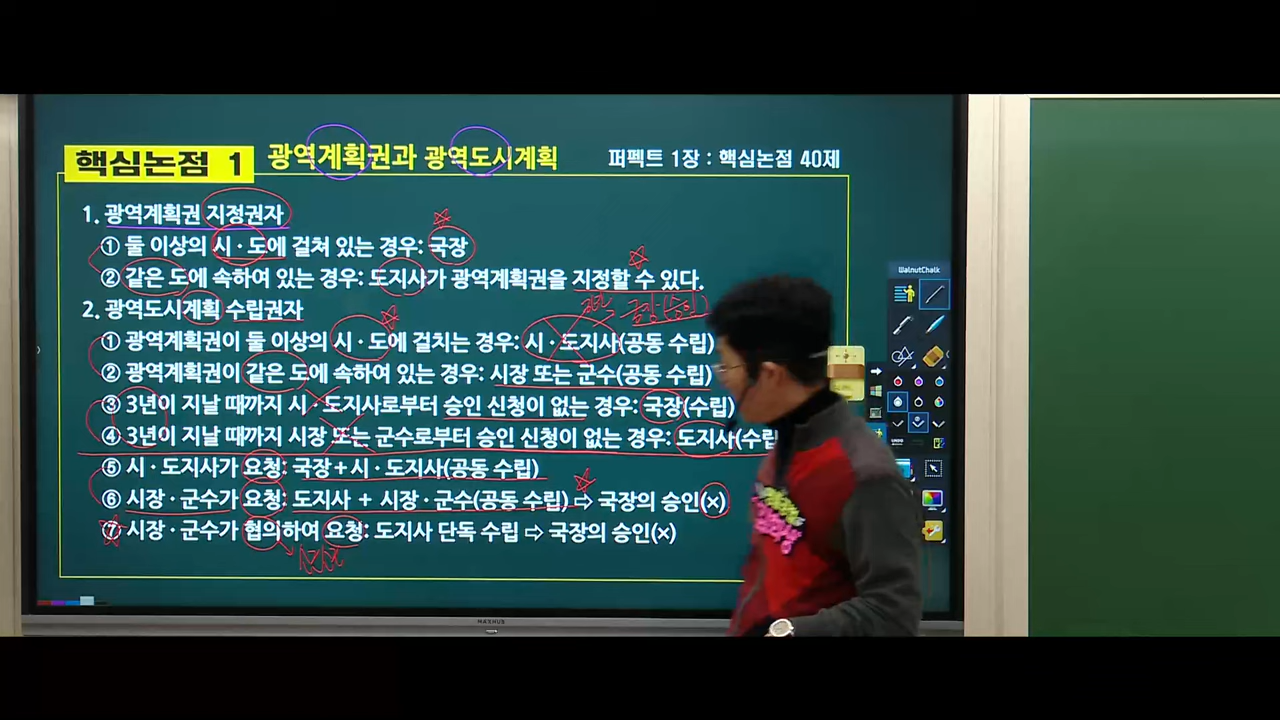 핵심논점 1 광역계획권과 광역도시계획 퍼펙트 1장 : 핵심논점 40제
1. 광역계획권 지정권자
① 둘 이상의 시·도에 걸쳐 있는 경우: 국장
② 같은 도에 속하여 있는 경우: 도지사가 광역계획권을 지정할 수 있다.
2. 광역도시계획 수립권자
국장(승인)
① 광역계획권이 둘 이상의 시·도에 걸치는 경우: 시·도지사(공동 수립)
② 광역계획권이 같은 도에 속하여 있는 경우: 시장 또는 군수(공동 수립)
③ 3년이 지날 때까지 시·도지사로부터 승인 신청이 없는 경우: 국장(수립)
④ 3년이 지날 때까지 시장 또는 군수로부터 승인 신청이 없는 경우: 도지사(수립
⑤ 시·도지사가 요청: 국장+시·도지사(공동 수립)
⑥ 시장·군수가 요청: 도지사 + 시장·군수(공동 수립) ⇨ 국장의 승인(×)
⑦ 시장·군수가 협의하여 요청: 도지사 단독 수립 ⇨ 국장의 승인(×)
WalnutChalk
UNDO
MAXHUB